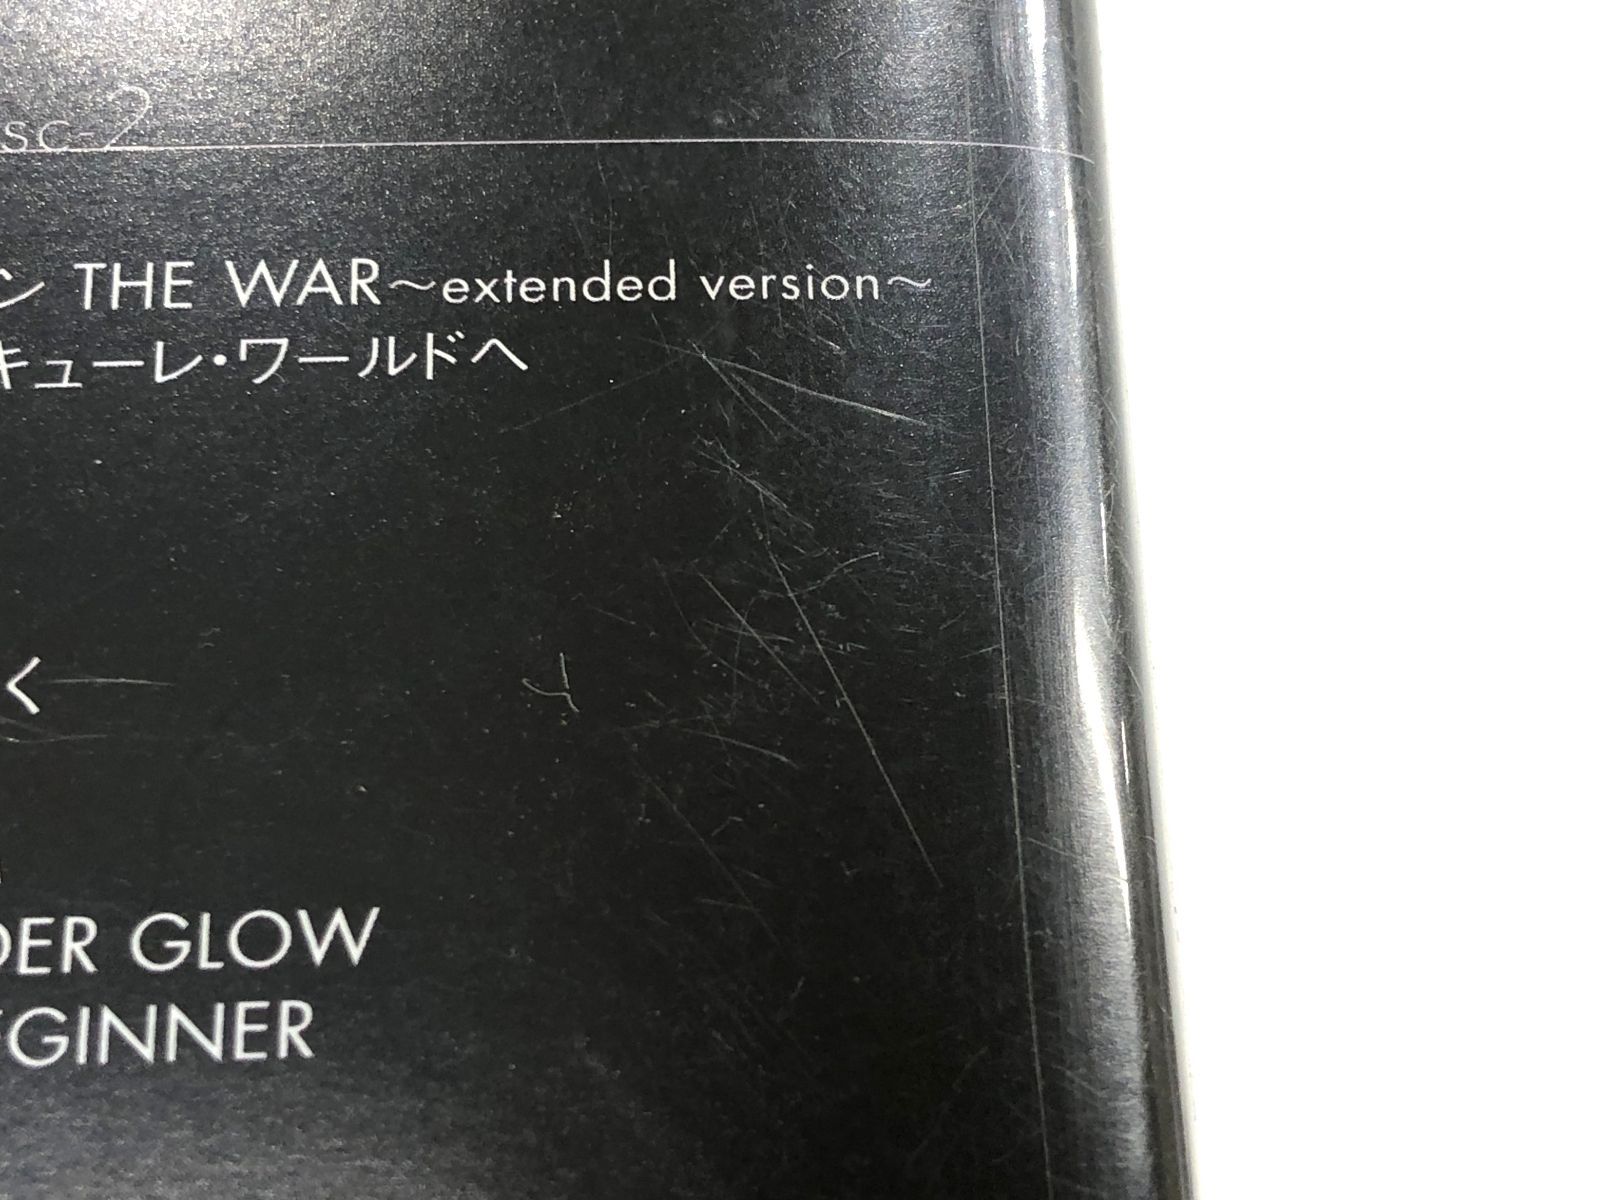 SC-2
ン THE WAR～extended version～
キューレ・ワールドへ
く
DER GLOW
EGINNER